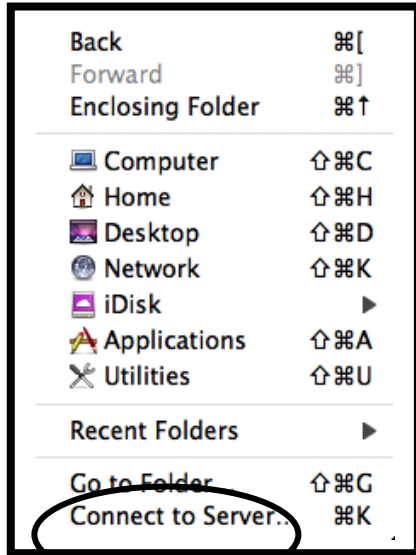 Back ⌘[
Forward ⌘]
Enclosing Folder ⌘↑
Computer ⇧⌘C
Home ⇧⌘H
Desktop ⇧⌘D
Network ⇧⌘K
iDisk ▶
Applications ⇧⌘A
Utilities ⇧⌘U
Recent Folders ▶
Go to Folder... ⇧⌘G
Connect to Server.. ⌘K